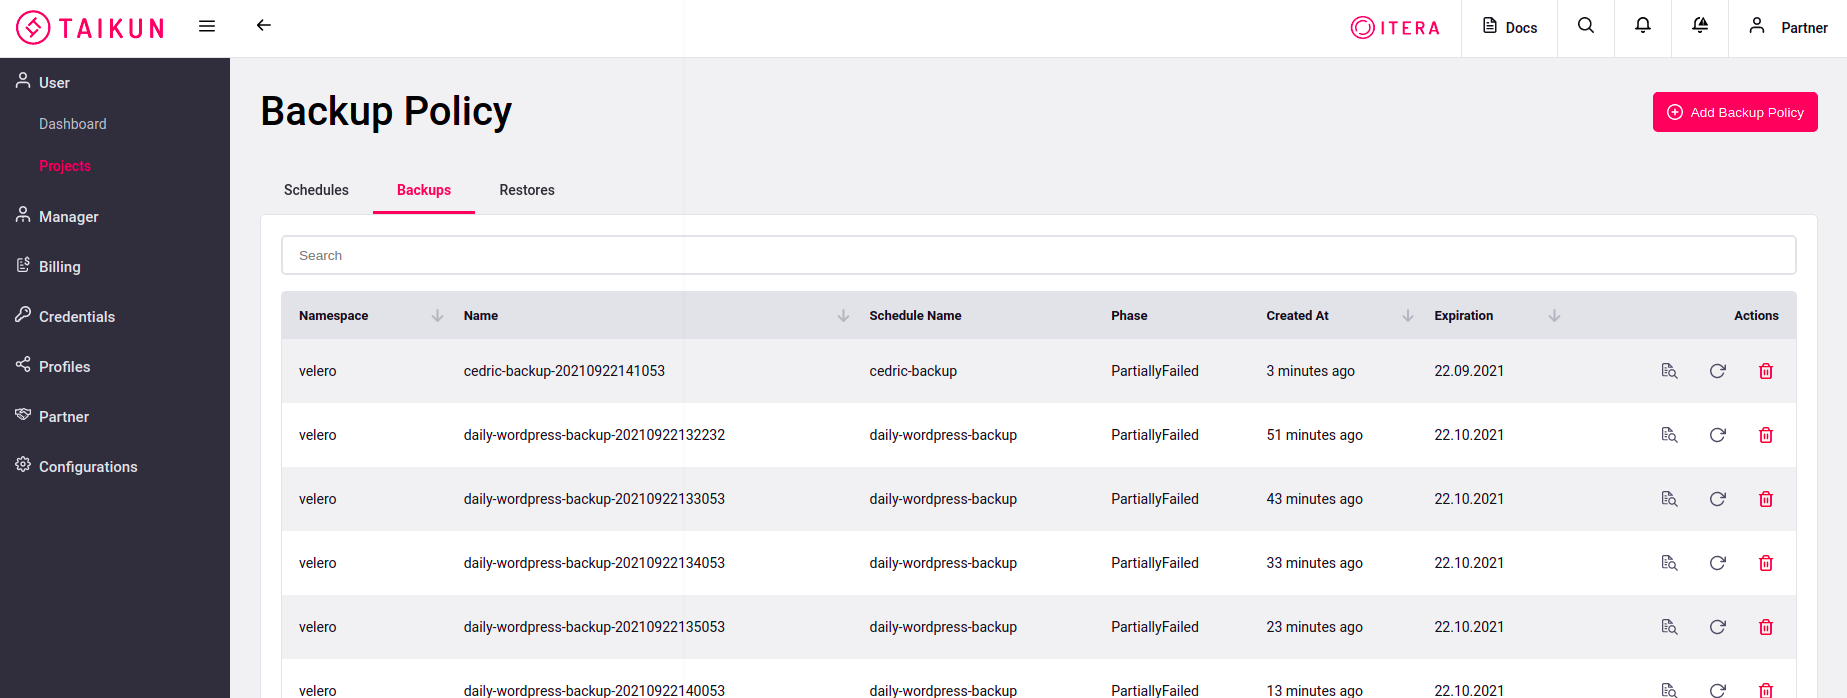 TAIKUN
ITERA
Docs
Partner
User
Dashboard
Projects
Manager
Billing
Credentials
Profiles
Partner
Configurations
Backup Policy
Add Backup Policy
Schedules Backups Restores
Search
Namespace Name Schedule Name Phase Created At Expiration Actions
velero cedric-backup-20210922141053 cedric-backup PartiallyFailed 3 minutes ago 22.09.2021
velero daily-wordpress-backup-20210922132232 daily-wordpress-backup PartiallyFailed 51 minutes ago 22.10.2021
velero daily-wordpress-backup-20210922133053 daily-wordpress-backup PartiallyFailed 43 minutes ago 22.10.2021
velero daily-wordpress-backup-20210922134053 daily-wordpress-backup PartiallyFailed 33 minutes ago 22.10.2021
velero daily-wordpress-backup-20210922135053 daily-wordpress-backup PartiallyFailed 23 minutes ago 22.10.2021
velero daily-wordpress-backup-20210922140053 daily-wordpress-backup PartiallyFailed 13 minutes ago 22.10.2021